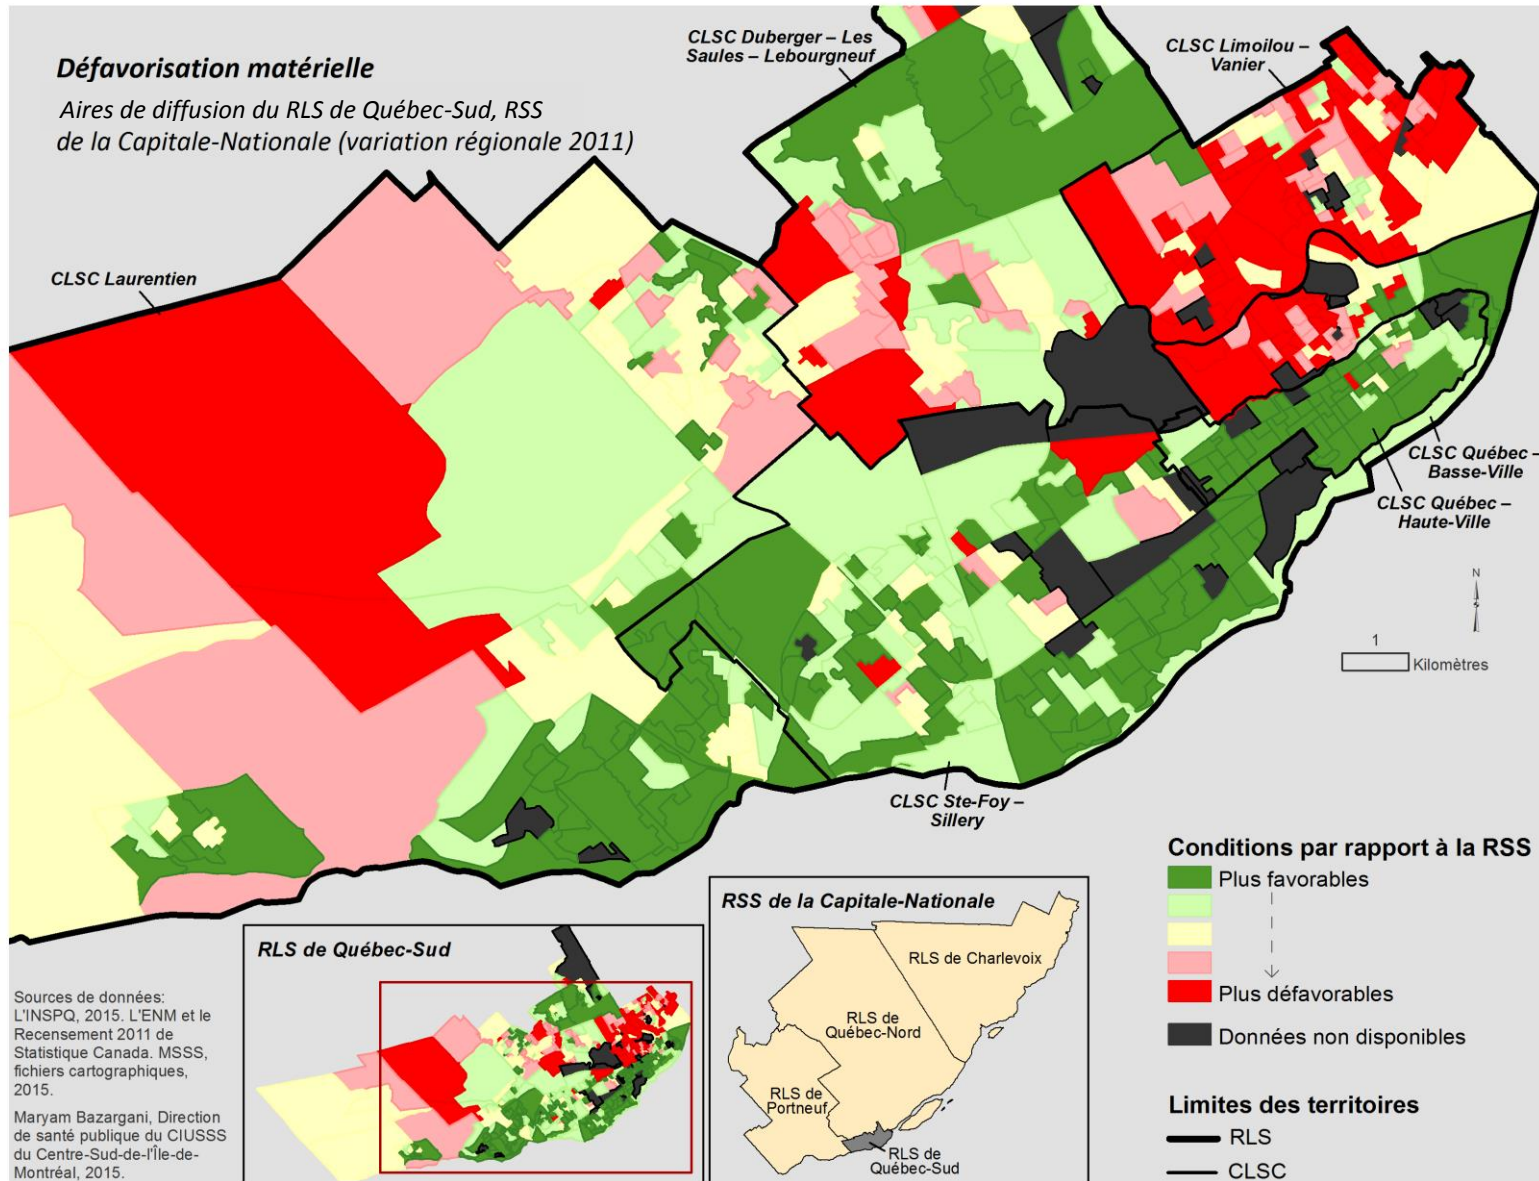 Défavorisation matérielle
Aires de diffusion du RLS de Québec-Sud, RSS
de la Capitale-Nationale (variation régionale 2011)
CLSC Duberger – Les
Saules – Lebourgneuf
CLSC Limoilou –
Vanier
CLSC Laurentien
CLSC Québec –
Basse-Ville
CLSC Québec –
Haute-Ville
N
1
Kilomètres
CLSC Ste-Foy –
Sillery
Conditions par rapport à la RSS
Plus favorables
Plus défavorables
Données non disponibles
Limites des territoires
RLS
CLSC
RLS de Québec-Sud
RSS de la Capitale-Nationale
RLS de Charlevoix
RLS de
Québec-Nord
RLS de
Portneuf
RLS de
Québec-Sud
Sources de données:
L'INSPQ, 2015. L'ENM et le
Recensement 2011 de
Statistique Canada. MSSS,
fichiers cartographiques,
2015.
Maryam Bazargani, Direction
de santé publique du CIUSSS
du Centre-Sud-de-l'Île-de-
Montréal, 2015.